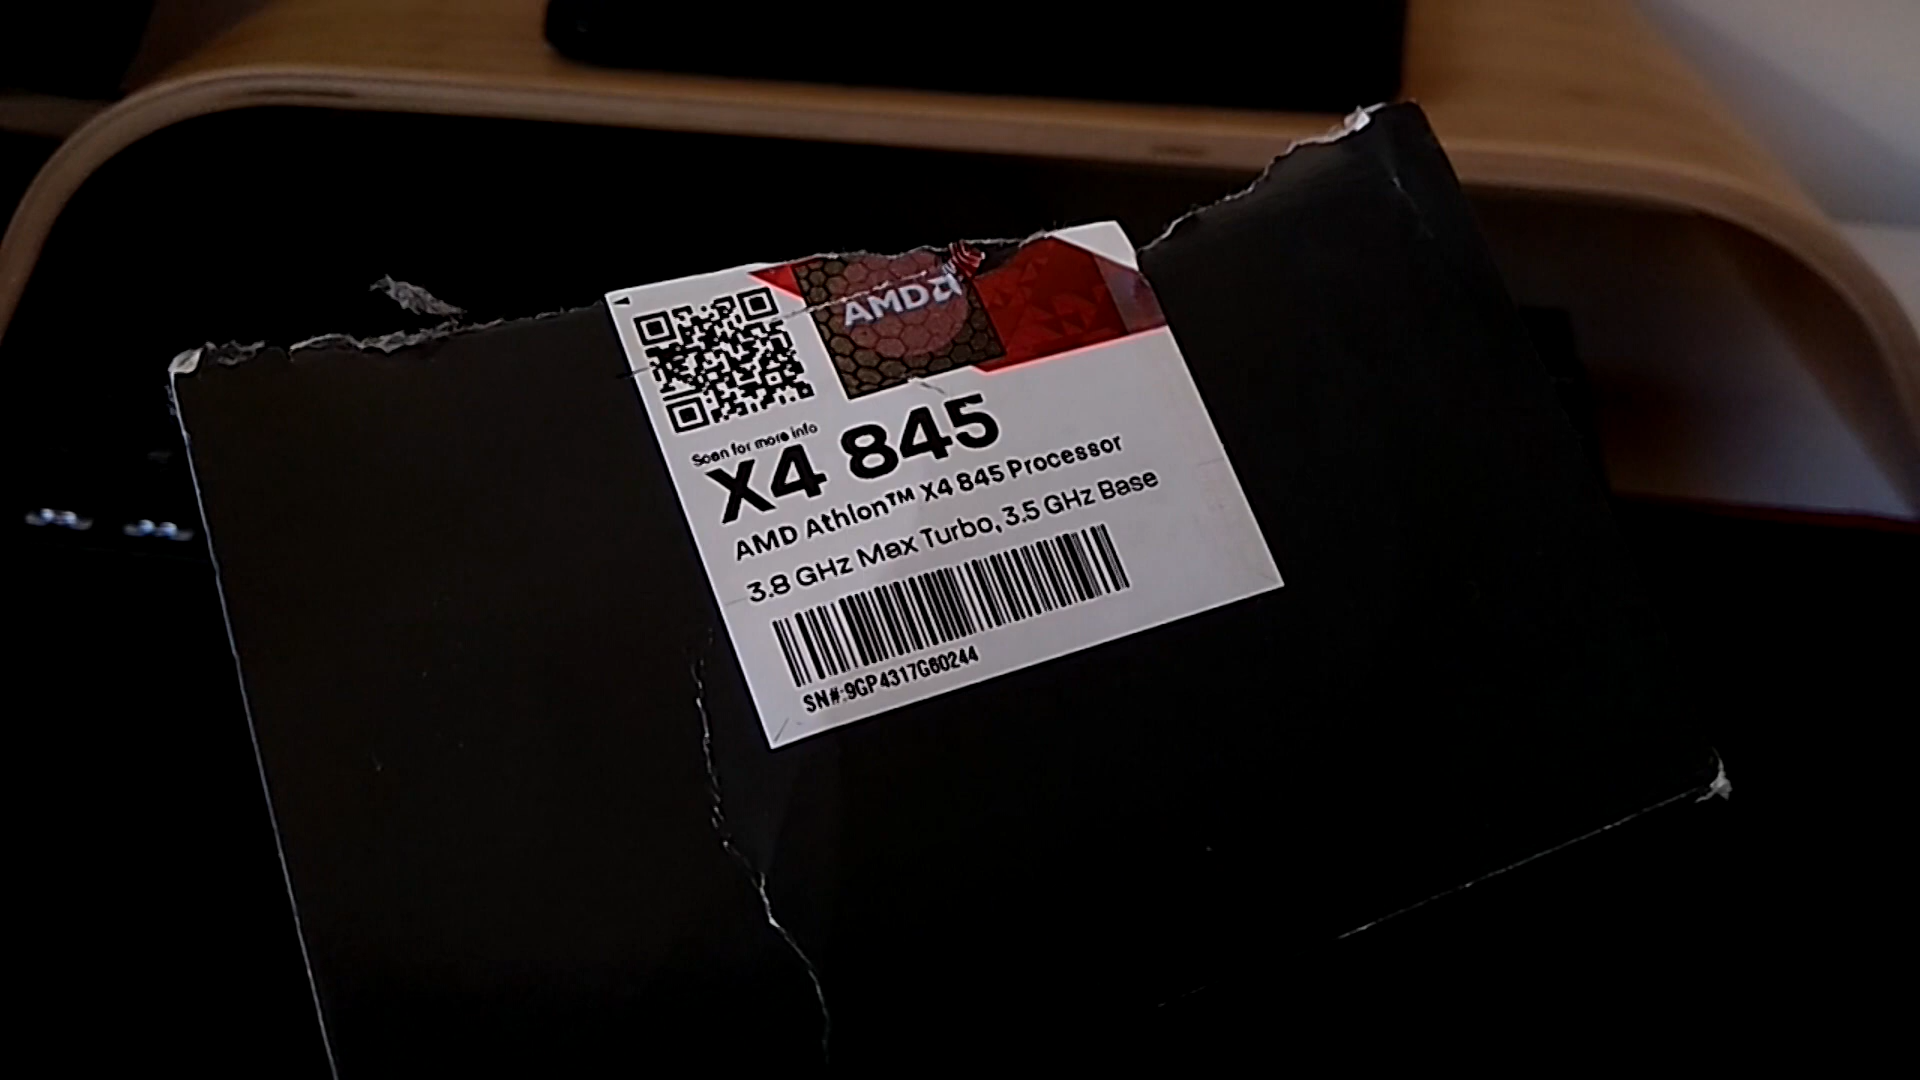 AMD
Scan for more info
X4 845
AMD Athlon™ X4 845 Processor
3.8 GHz Max Turbo, 3.5 GHz Base
SN#:9GP4317G60244